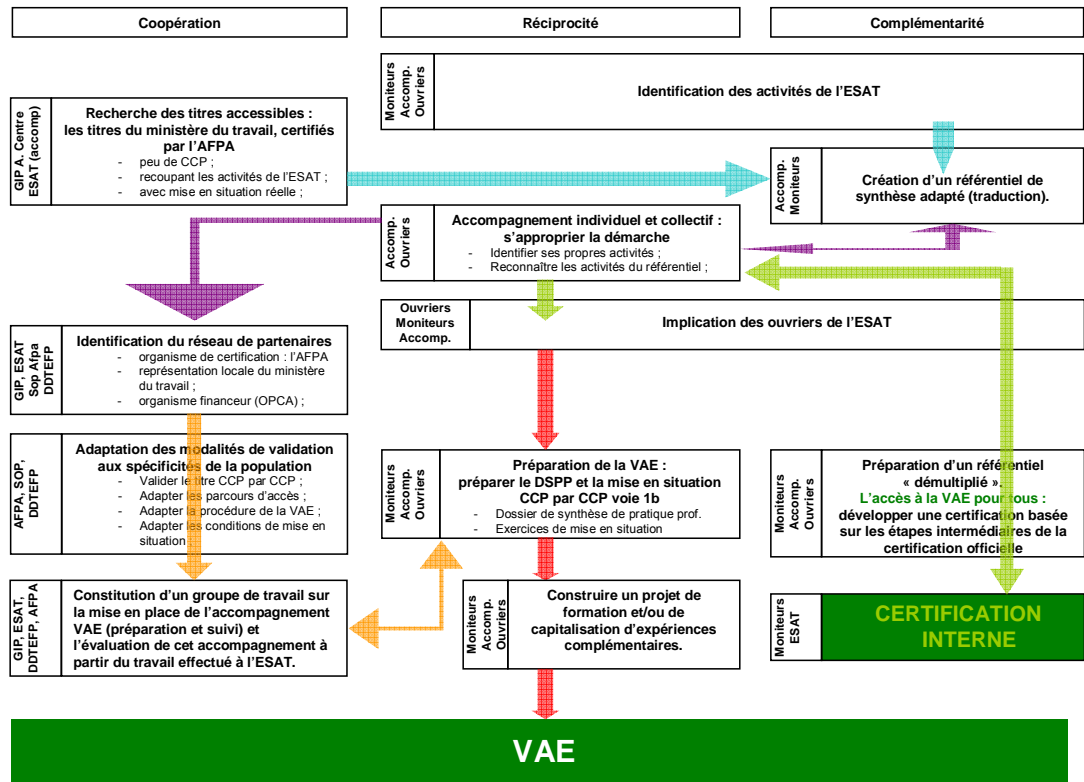 Coopération
Réciprocité
Complémentarité
Moniteurs
Accomp.
Ouvriers
Identification des activités de l'ESAT
GIP A. Centre
ESAT (accomp)
Recherche des titres accessibles :
les titres du ministère du travail, certifiés
par l'AFPA
- peu de CCP ;
- recoupant les activités de l'ESAT ;
- avec mise en situation réelle ;
Accomp.
Moniteurs
Création d'un référentiel de
synthèse adapté (traduction).
Accomp.
Ouvriers
Accompagnement individuel et collectif :
s'approprier la démarche
- Identifier ses propres activités ;
- Reconnaître les activités du référentiel ;
Ouvriers
Moniteurs
Accomp.
Implication des ouvriers de l'ESAT
GIP, ESAT
Sop Afpa
DDTEFP
Identification du réseau de partenaires
- organisme de certification : l'AFPA
- représentation locale du ministère
du travail ;
- organisme financeur (OPCA) ;
AFPA, SOP,
DDTEFP
Adaptation des modalités de validation
aux spécificités de la population
- Valider le titre CCP par CCP ;
- Adapter les parcours d'accès ;
- Adapter la procédure de la VAE ;
- Adapter les conditions de mise en
situation ;
Moniteurs
Accomp.
Ouvriers
Préparation de la VAE :
préparer le DSPP et la mise en situation
CCP par CCP voie 1b
- Dossier de synthèse de pratique prof.
- Exercices de mise en situation
Moniteurs
Accomp.
Ouvriers
Préparation d'un référentiel
« démultiplié ».
L'accès à la VAE pour tous :
développer une certification basée
sur les étapes intermédiaires de la
certification officielle
GIP, ESAT,
DDTEFP, AFPA
Constitution d'un groupe de travail sur
la mise en place de l'accompagnement
VAE (préparation et suivi) et
l'évaluation de cet accompagnement à
partir du travail effectué à l'ESAT.
Moniteurs
Accomp.
Ouvriers
Construire un projet de
formation et/ou de
capitalisation d'expériences
complémentaires.
Moniteurs
ESAT
CERTIFICATION
INTERNE
VAE